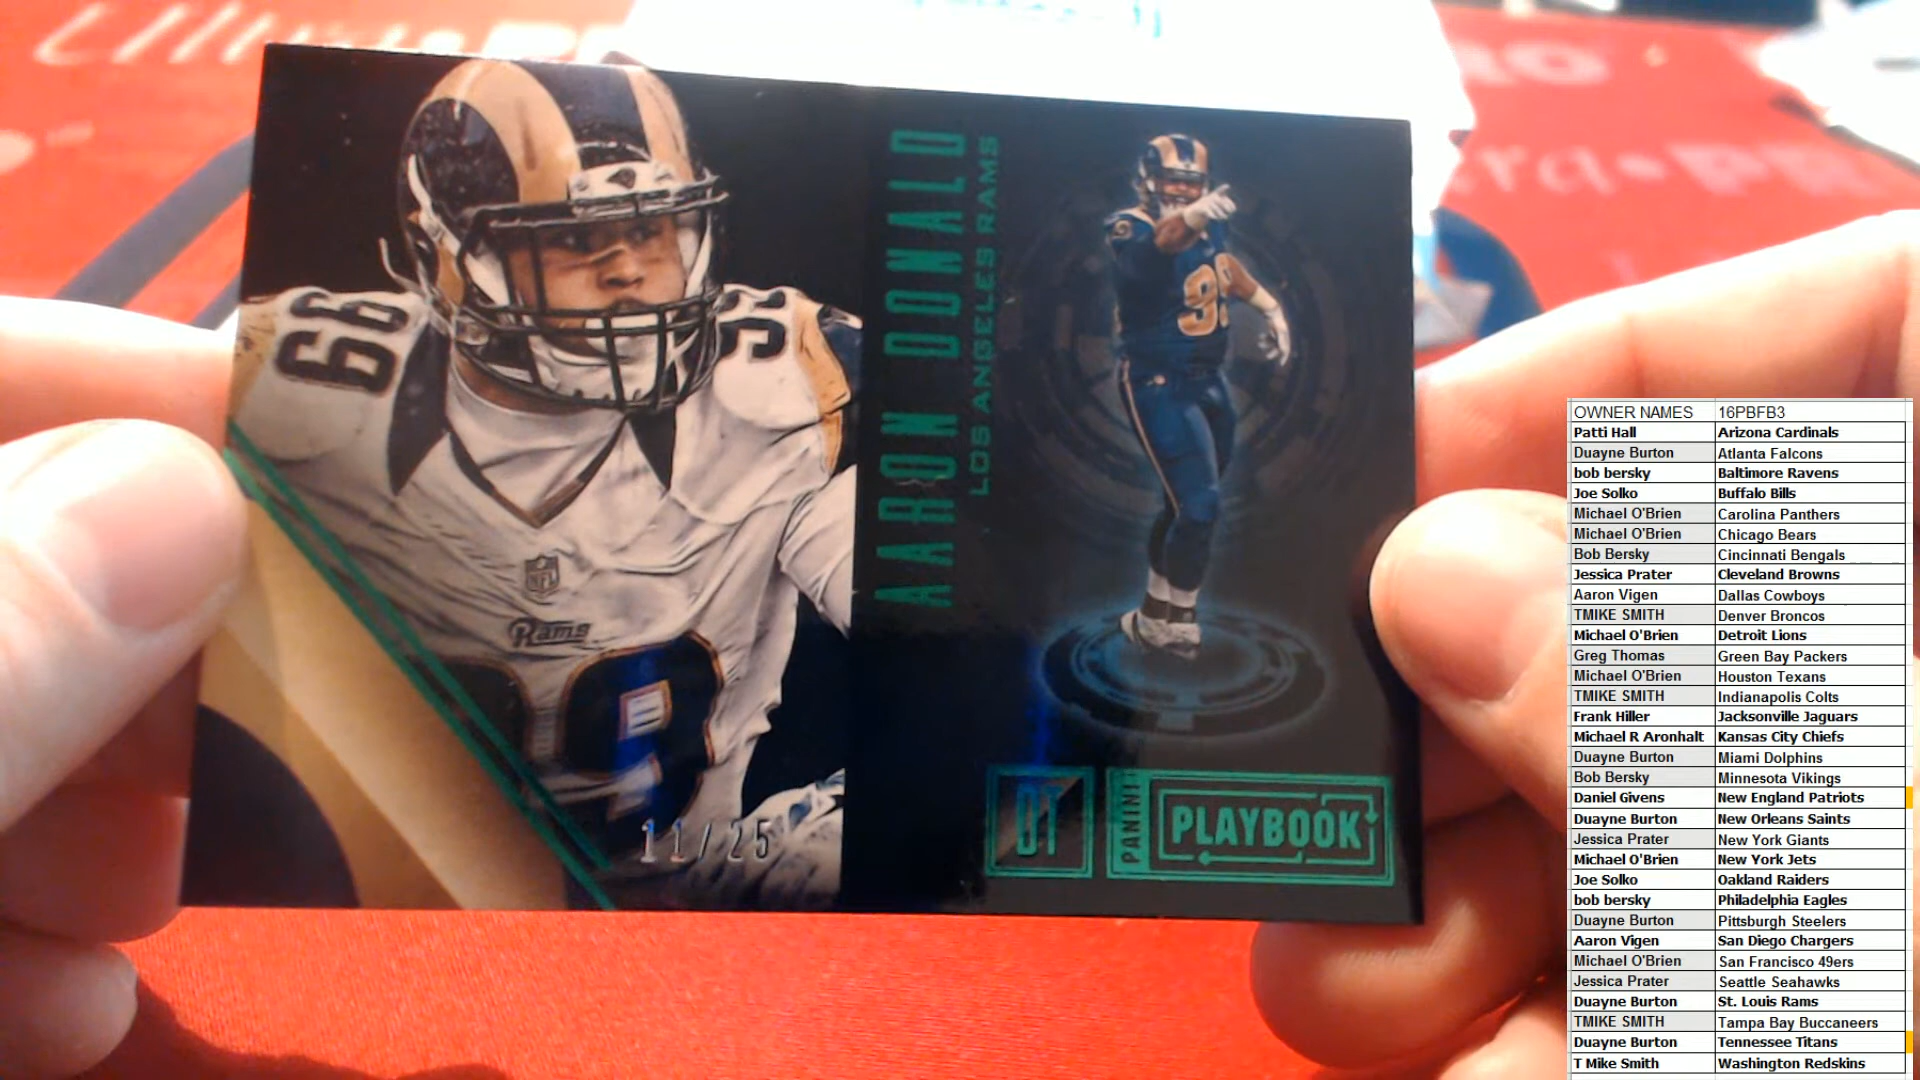 AARON DONALD
LOS ANGELES RAMS
99
99
NFL
Rams
99
11/25
DT
PANINI
PLAYBOOK
OWNER NAMES 16PBFB3
Patti Hall Arizona Cardinals
Duayne Burton Atlanta Falcons
bob bersky Baltimore Ravens
Joe Solko Buffalo Bills
Michael O'Brien Carolina Panthers
Michael O'Brien Chicago Bears
Bob Bersky Cincinnati Bengals
Jessica Prater Cleveland Browns
Aaron Vigen Dallas Cowboys
TMIKE SMITH Denver Broncos
Michael O'Brien Detroit Lions
Greg Thomas Green Bay Packers
Michael O'Brien Houston Texans
TMIKE SMITH Indianapolis Colts
Frank Hiller Jacksonville Jaguars
Michael R Aronhalt Kansas City Chiefs
Duayne Burton Miami Dolphins
Bob Bersky Minnesota Vikings
Daniel Givens New England Patriots
Duayne Burton New Orleans Saints
Jessica Prater New York Giants
Michael O'Brien New York Jets
Joe Solko Oakland Raiders
bob bersky Philadelphia Eagles
Duayne Burton Pittsburgh Steelers
Aaron Vigen San Diego Chargers
Michael O'Brien San Francisco 49ers
Jessica Prater Seattle Seahawks
Duayne Burton St. Louis Rams
TMIKE SMITH Tampa Bay Buccaneers
Duayne Burton Tennessee Titans
T Mike Smith Washington Redskins